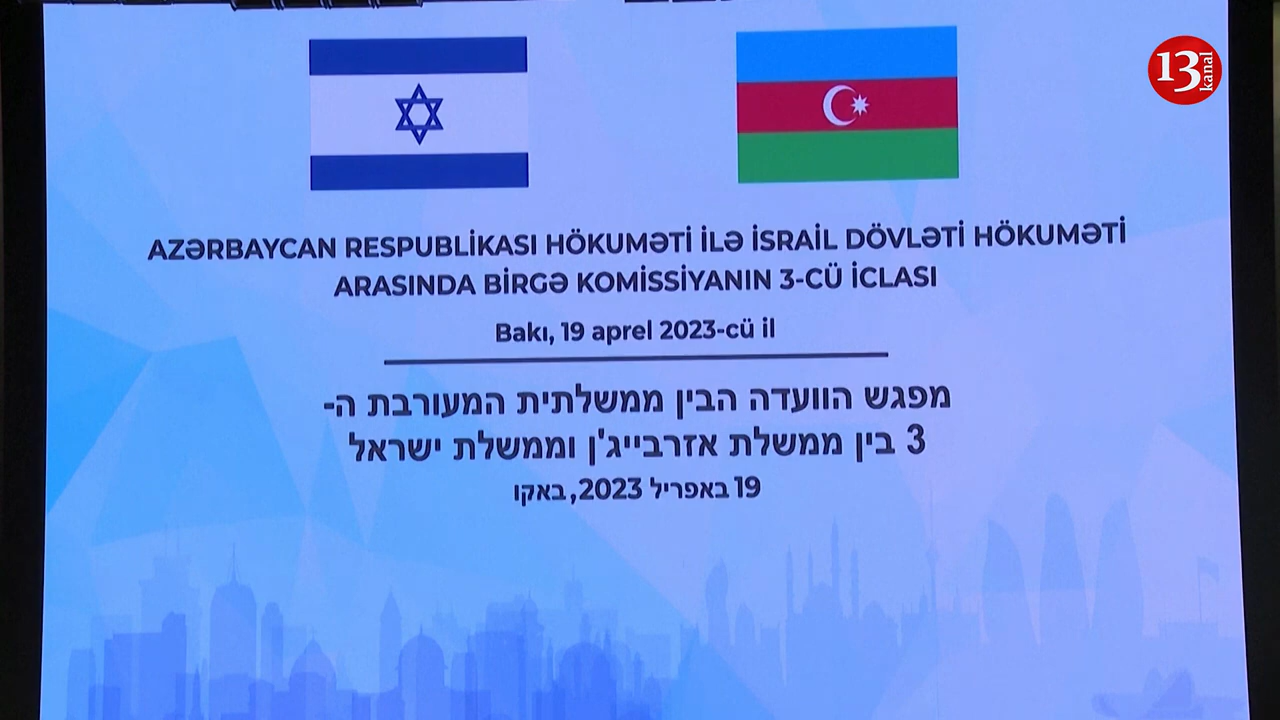 13 kanal
AZƏRBAYCAN RESPUBLİKASI HÖKUMƏTİ İLƏ İSRAİL DÖVLƏTİ HÖKUMƏTİ
ARASINDA BİRGƏ KOMİSSİYANIN 3-CÜ İCLASI
Bakı, 19 aprel 2023-cü il
מפגש הוועדה הבין ממשלתית המעורבת ה-
3 בין ממשלת אזרבייג'ן וממשלת ישראל
19 באפריל 2023, באקו